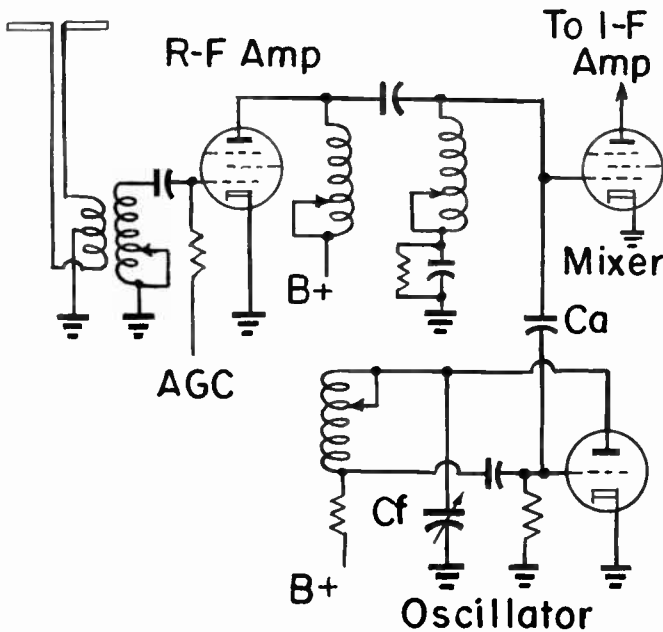 R-F Amp
To I-F
Amp
B+
Mixer
Ca
AGC
Cf
B+
Oscillator